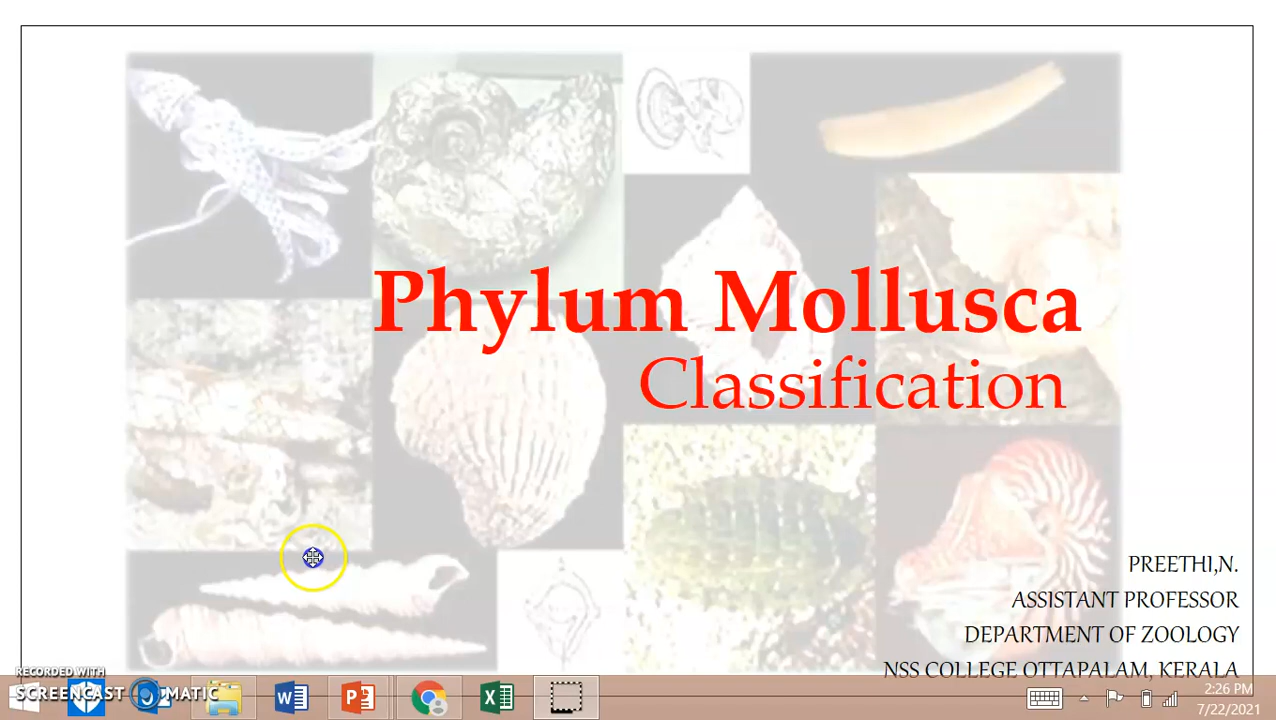 Phylum Mollusca
Classification
PREETHI,N.
ASSISTANT PROFESSOR
DEPARTMENT OF ZOOLOGY
NSS COLLEGE OTTAPALAM, KERALA
RECORDED WITH
SCREENCAST MATIC
2:26 PM
7/22/2021